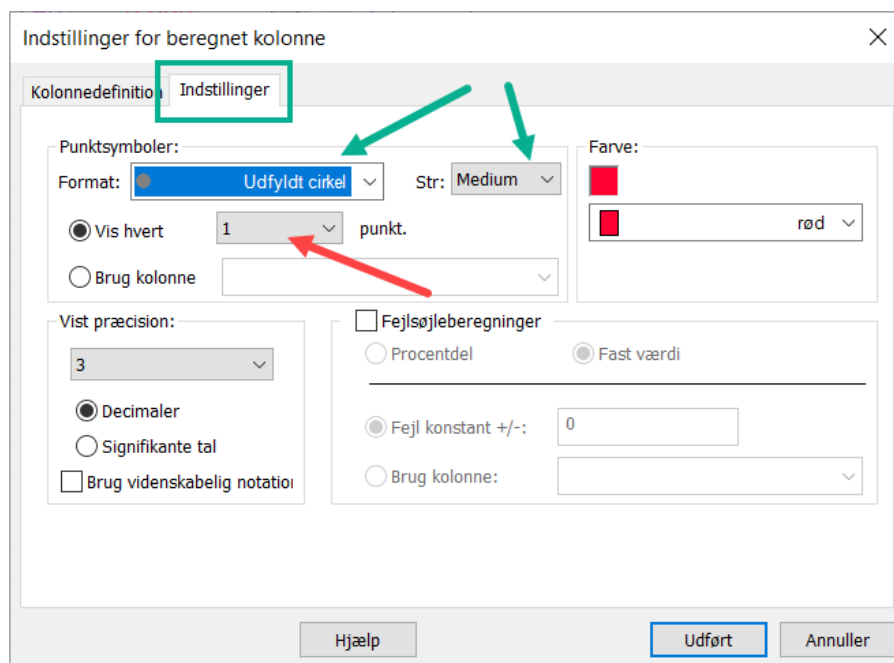 Indstillinger for beregnet kolonne
Kolonnedefinition Indstillinger
Punktsymboler:
Format: Udfyldt cirkel Str: Medium
Vis hvert 1 punkt.
Brug kolonne
Farve:
rød
Vist præcision:
3
Decimaler
Signifikante tal
Brug videnskabelig notation
Fejlsøjleberegninger
Procentdel Fast værdi
Fejl konstant +/-: 0
Brug kolonne:
Hjælp Udført Annuller